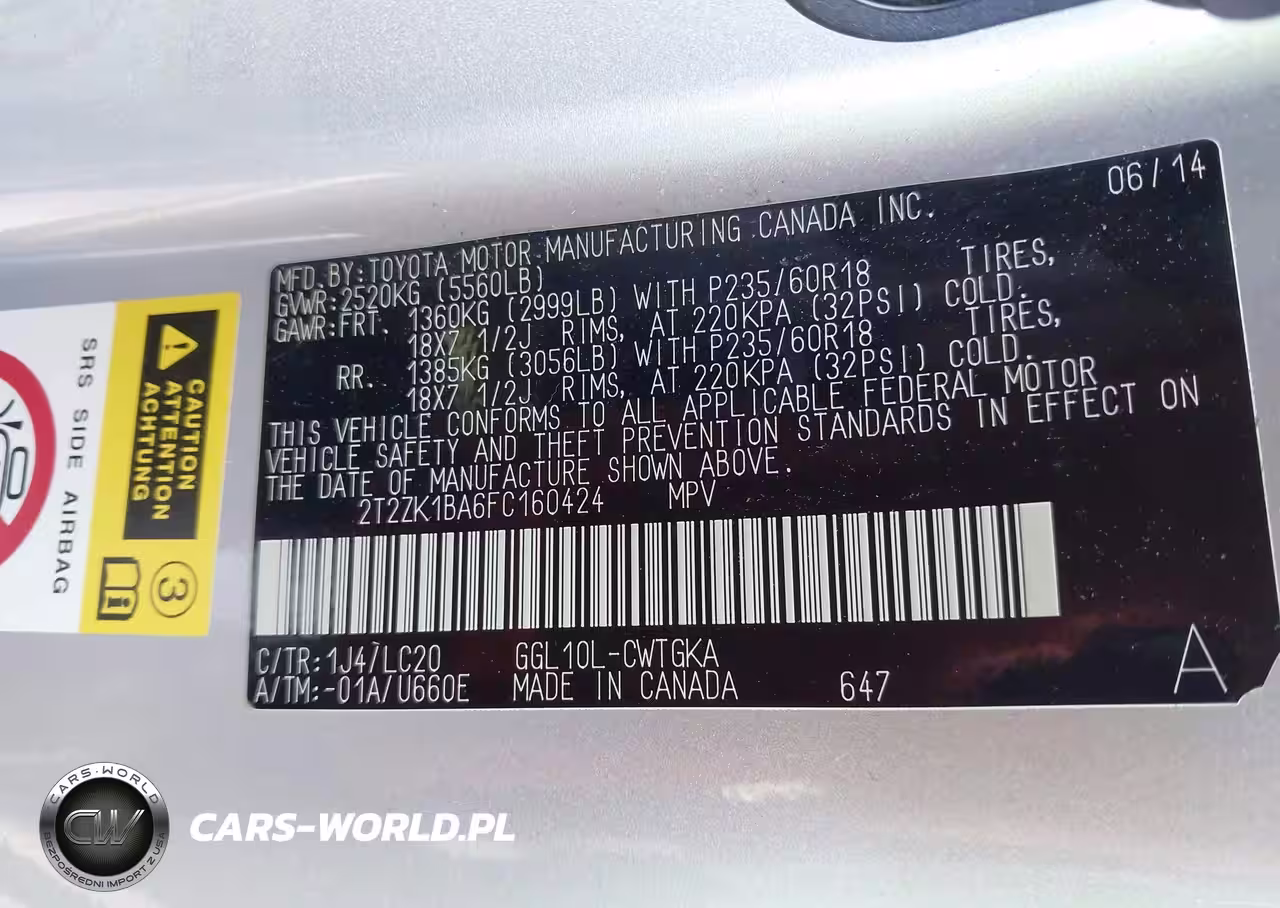 06/14
MFD.BY:TOYOTA MOTOR MANUFACTURING CANADA INC.
GVWR:2520KG (5560LB)
GAWR:FRT. 1360KG (2999LB) WITH P235/60R18 TIRES,
18X7 1/2J RIMS, AT 220KPA (32PSI) COLD.
RR. 1385KG (3056LB) WITH P235/60R18 TIRES,
18X7 1/2J RIMS, AT 220KPA (32PSI) COLD.
THIS VEHICLE CONFORMS TO ALL APPLICABLE FEDERAL MOTOR
VEHICLE SAFETY AND THEFT PREVENTION STANDARDS IN EFFECT ON
THE DATE OF MANUFACTURE SHOWN ABOVE.
2T2ZK1BA6FC160424 MPV
C/TR:1J4/LC20 GGL10L-CWTGKA
A/TM:-01A/U660E MADE IN CANADA 647
A
CAUTION
ATTENTION
ACHTUNG
3
i
SRS SIDE AIRBAG
CARS-WORLD
CW
BEZPOŚREDNI IMPORT Z USA
CARS-WORLD.PL